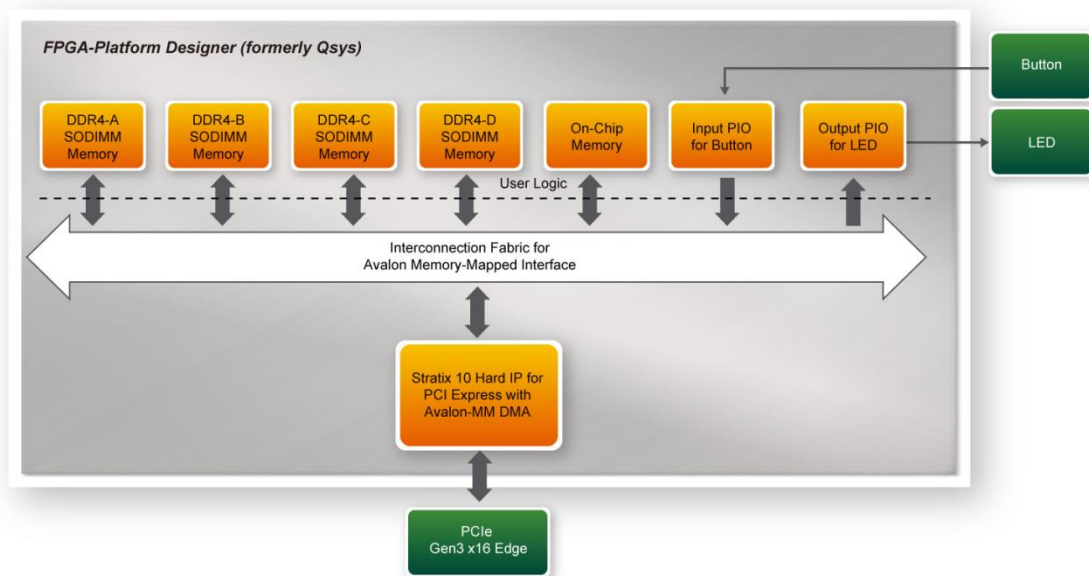 FPGA-Platform Designer (formerly Qsys)
Button
LED
DDR4-A
SODIMM
Memory
DDR4-B
SODIMM
Memory
DDR4-C
SODIMM
Memory
DDR4-D
SODIMM
Memory
On-Chip
Memory
Input PIO
for Button
Output PIO
for LED
User Logic
Interconnection Fabric for
Avalon Memory-Mapped Interface
Stratix 10 Hard IP for
PCI Express with
Avalon-MM DMA
PCIe
Gen3 x16 Edge